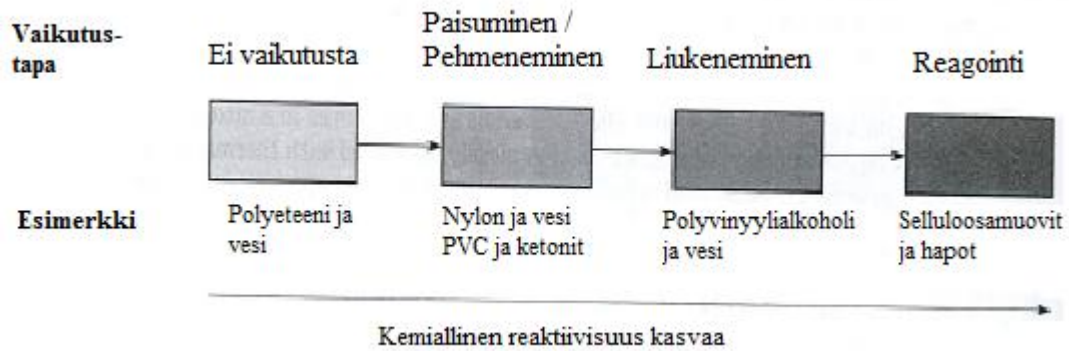 Vaikutus-
tapa
Ei vaikutusta
Paisuminen /
Pehmeneminen
Liukeneminen
Reagointi
Esimerkki
Polyeteeni ja
vesi
Nylon ja vesi
PVC ja ketonit
Polyvinyylialkoholi
ja vesi
Selluloosamuovit
ja hapot
Kemiallinen reaktiivisuus kasvaa